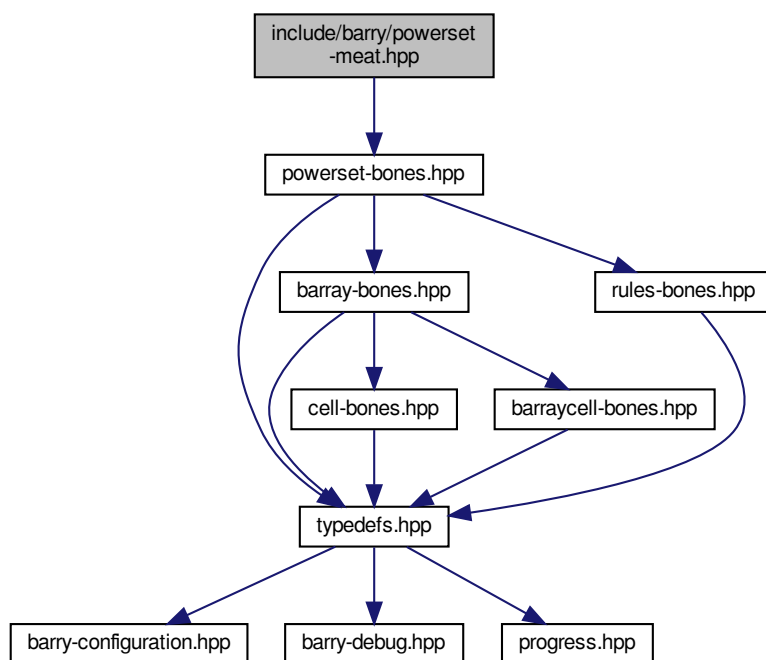 include/barry/powerset
-meat.hpp
powerset-bones.hpp
barray-bones.hpp
rules-bones.hpp
cell-bones.hpp
barraycell-bones.hpp
typedefs.hpp
barry-configuration.hpp
barry-debug.hpp
progress.hpp